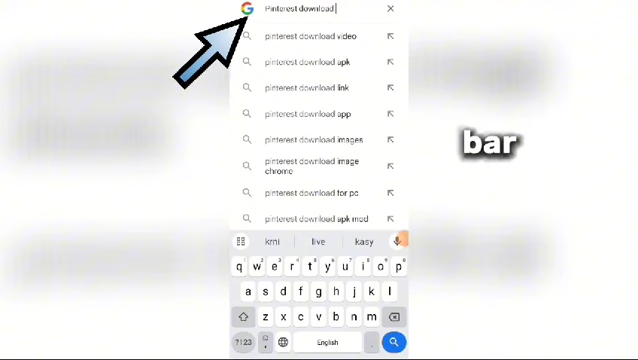 Pinterest download
pinterest download video
pinterest download apk
pinterest download link
pinterest download app
pinterest download images
pinterest download image
chrome
pinterest download for pc
pinterest download apk mod
bar
krni live kasy
q w e r t y u i o p
a s d f g h j k l
z x c v b n m
?123 English .